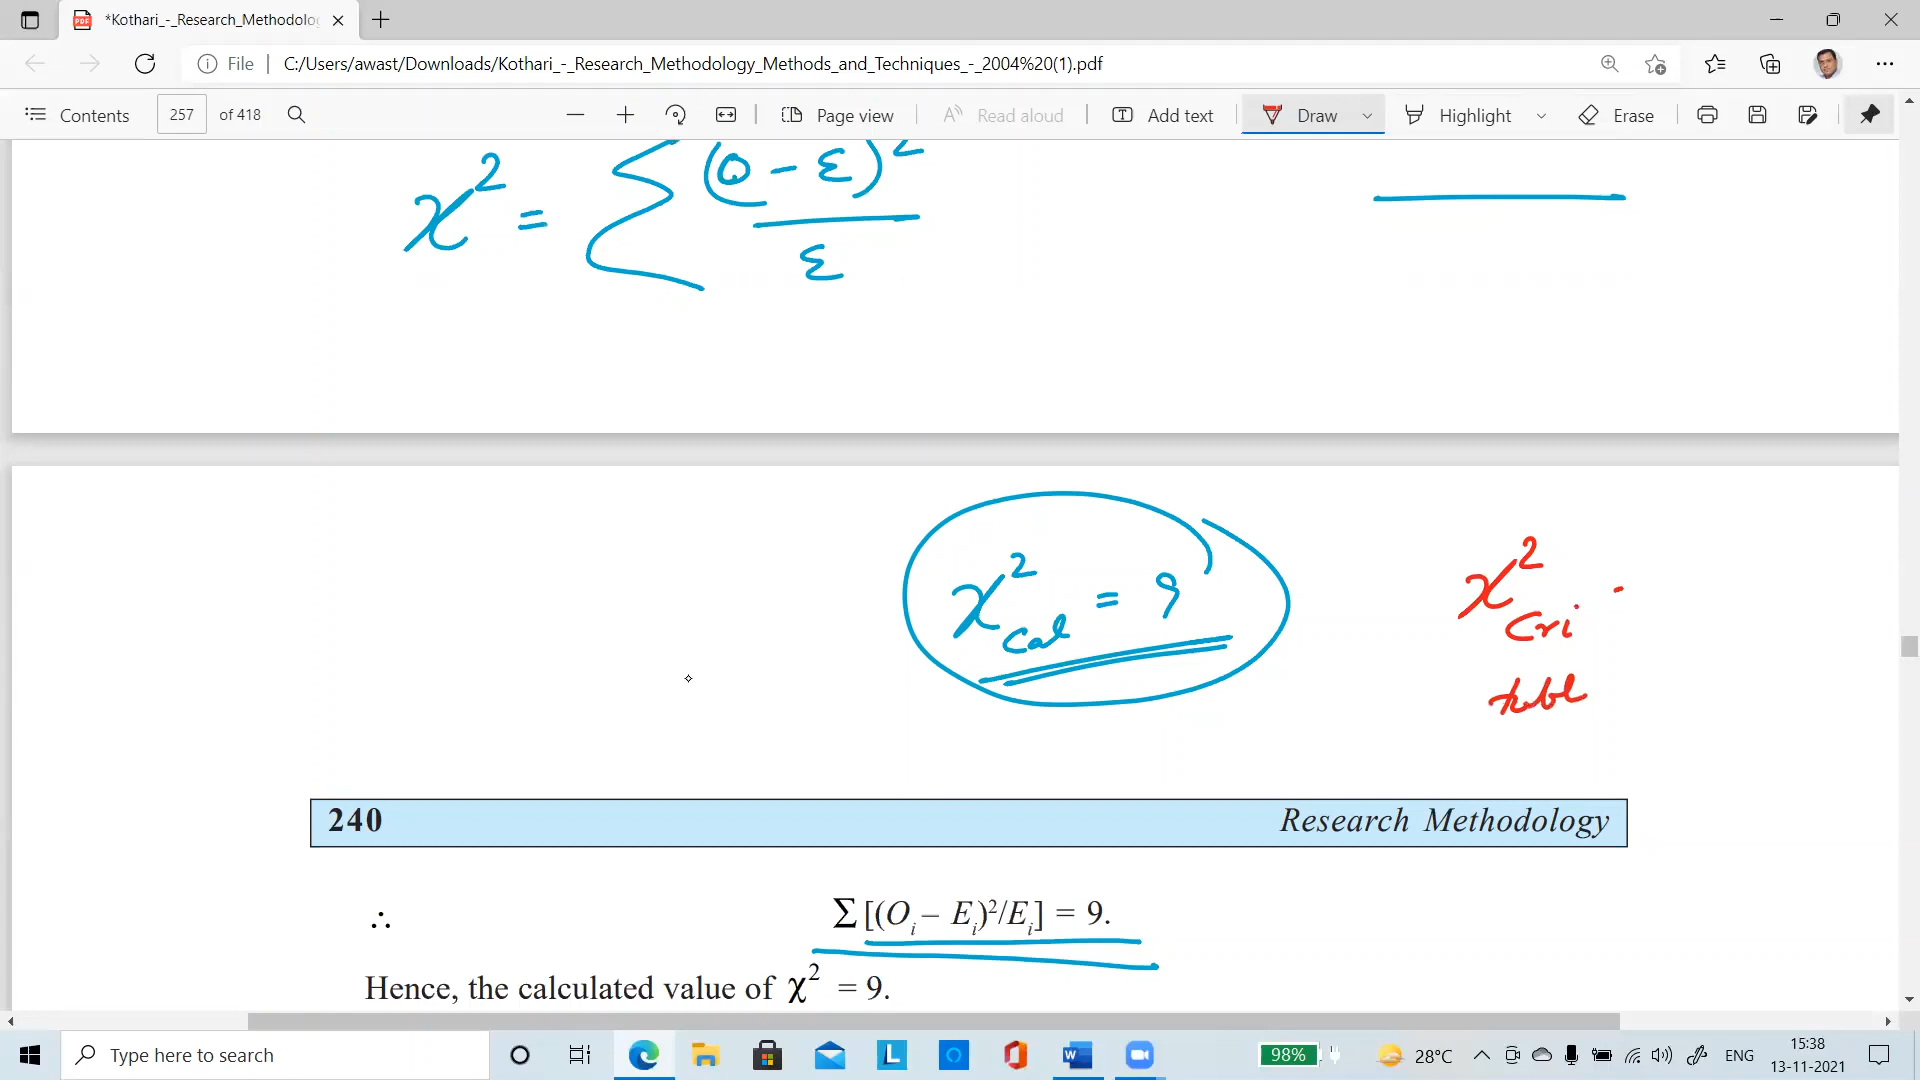 *Kothari_-_Research_Methodolo
File
C:/Users/awast/Downloads/Kothari_-_Research_Methodology_Methods_and_Techniques_-_2004%20(1).pdf
Contents
257
of 418
Page view
Read aloud
Add text
Draw
Highlight
Erase
χ² = Σ (O - E)²
E
χ²cal = 9
χ²Cri -
tabl
240
Research Methodology
∴ Σ [(Oᵢ – Eᵢ)²/Eᵢ] = 9.
Hence, the calculated value of χ² = 9.
Type here to search
98%
28°C
ENG
15:38
13-11-2021